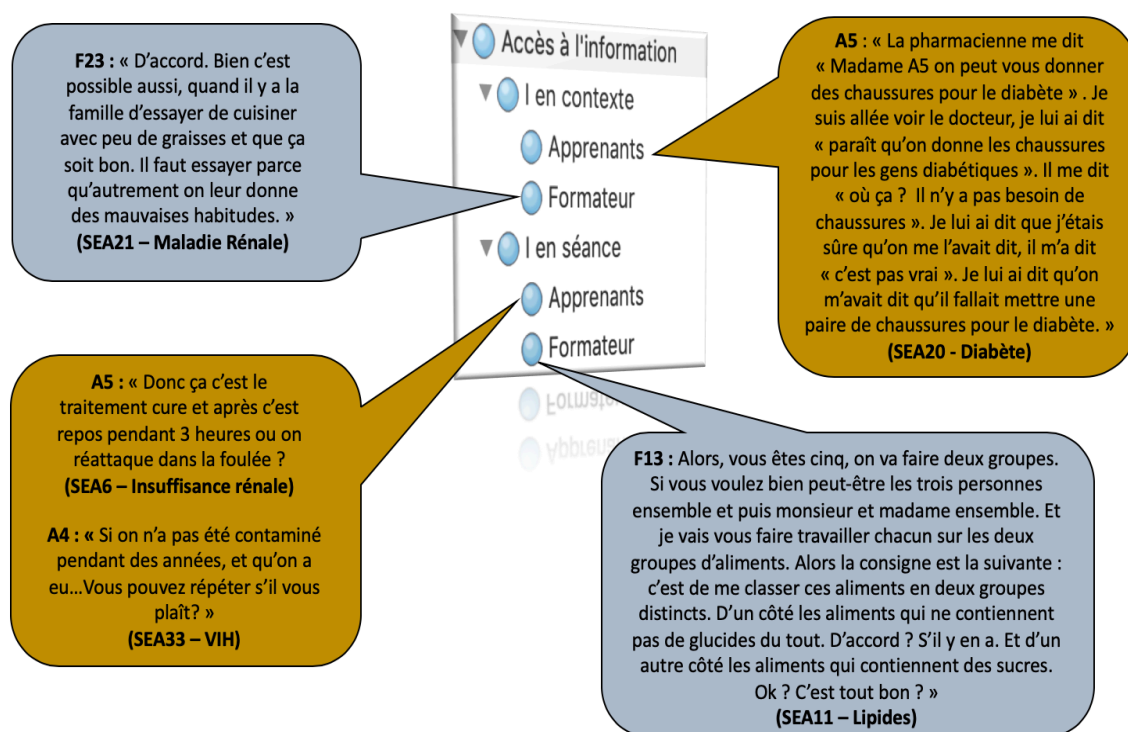 F23 : « D'accord. Bien c'est
possible aussi, quand il y a la
famille d'essayer de cuisiner
avec peu de graisses et que ça
soit bon. Il faut essayer parce
qu'autrement on leur donne
des mauvaises habitudes. »
(SEA21 – Maladie Rénale)
Accès à l'information
I en contexte
Apprenants
Formateur
I en séance
Apprenants
Formateur
A5 : « La pharmacienne me dit
« Madame A5 on peut vous donner
des chaussures pour le diabète » . Je
suis allée voir le docteur, je lui ai dit
« paraît qu'on donne les chaussures
pour les gens diabétiques ». Il me dit
« où ça ? Il n'y a pas besoin de
chaussures ». Je lui ai dit que j'étais
sûre qu'on me l'avait dit, il m'a dit
« c'est pas vrai ». Je lui ai dit qu'on
m'avait dit qu'il fallait mettre une
paire de chaussures pour le diabète. »
(SEA20 - Diabète)
A5 : « Donc ça c'est le
traitement cure et après c'est
repos pendant 3 heures ou on
réattaque dans la foulée ?
(SEA6 – Insuffisance rénale)
A4 : « Si on n'a pas été contaminé
pendant des années, et qu'on a
eu…Vous pouvez répéter s'il vous
plaît? »
(SEA33 – VIH)
F13 : Alors, vous êtes cinq, on va faire deux groupes.
Si vous voulez bien peut-être les trois personnes
ensemble et puis monsieur et madame ensemble. Et
je vais vous faire travailler chacun sur les deux
groupes d'aliments. Alors la consigne est la suivante :
c'est de me classer ces aliments en deux groupes
distincts. D'un côté les aliments qui ne contiennent
pas de glucides du tout. D'accord ? S'il y en a. Et d'un
autre côté les aliments qui contiennent des sucres.
Ok ? C'est tout bon ? »
(SEA11 – Lipides)